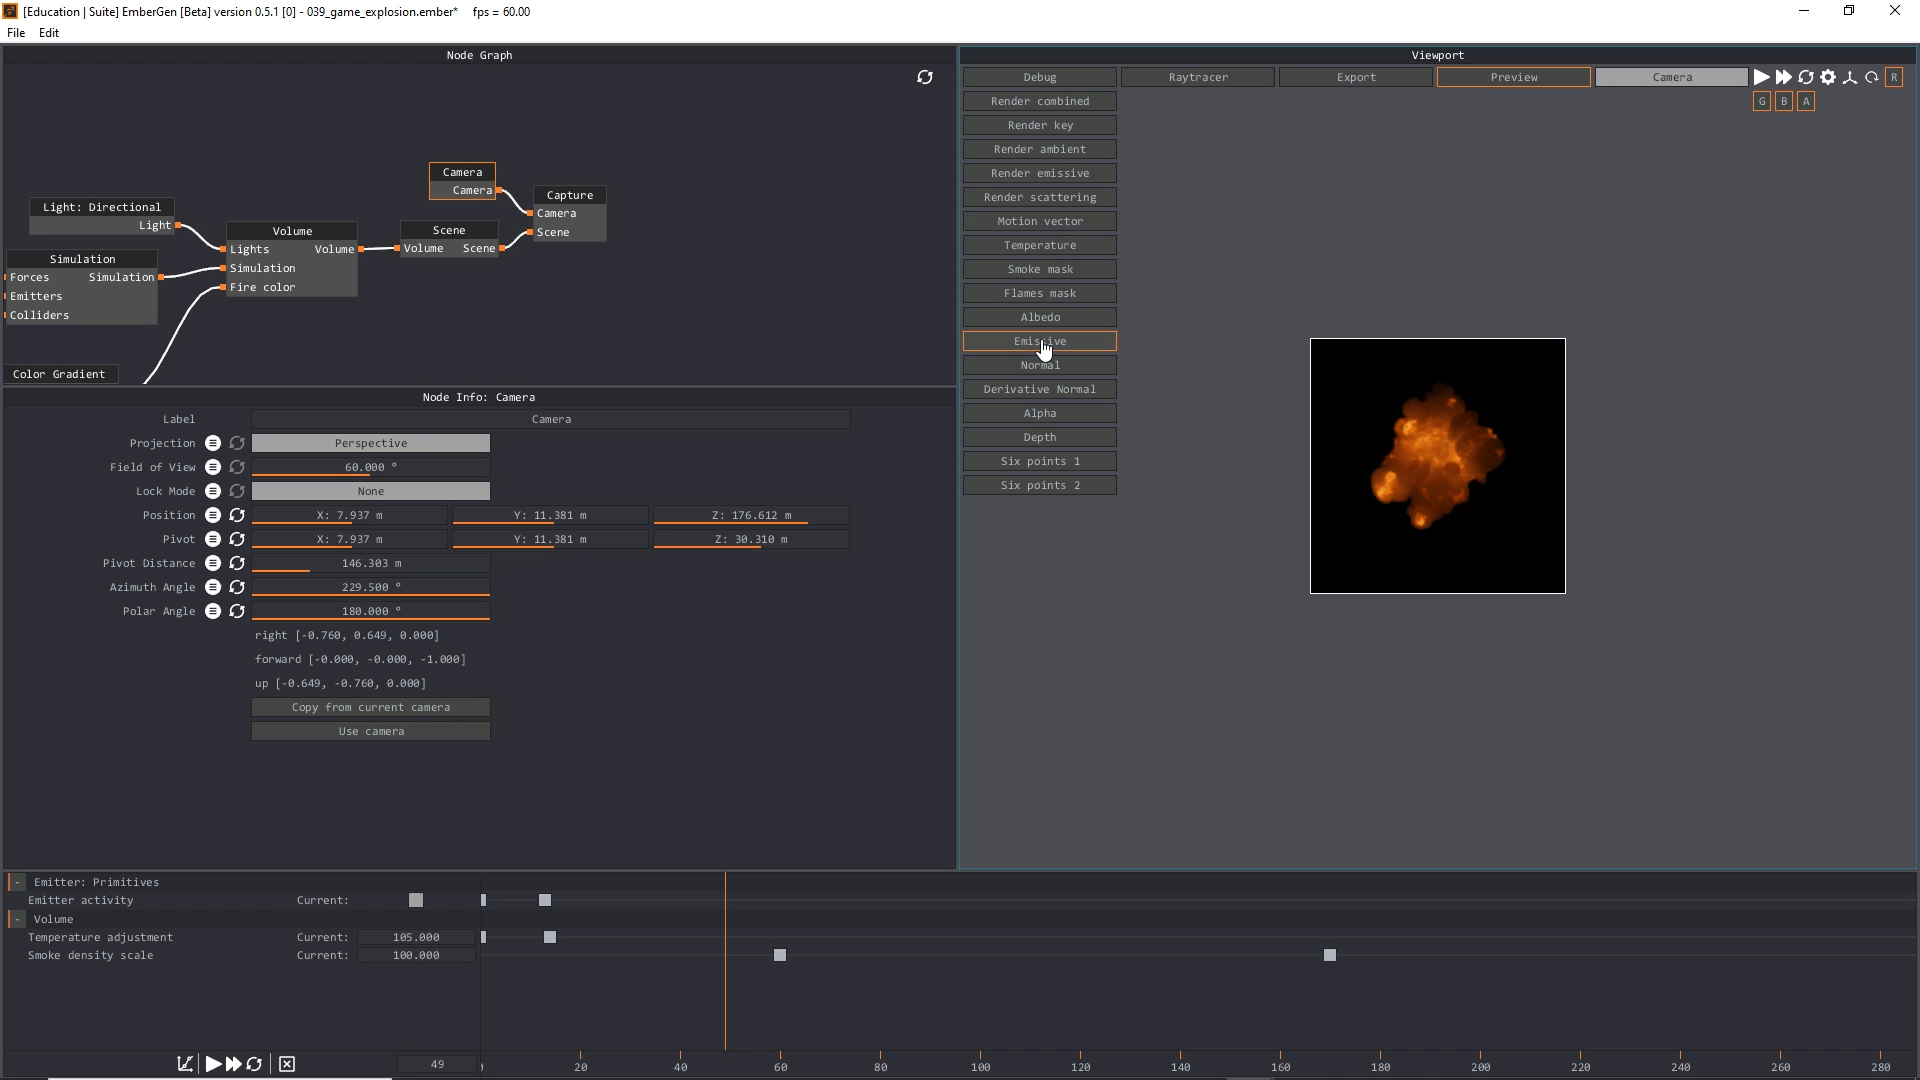 [Education | Suite] EmberGen [Beta] version 0.5.1 [0] - 039_game_explosion.ember* fps = 60.00
File Edit
Node Graph
Camera
Camera
Capture
Camera
Scene
Light: Directional
Light
Volume
Lights Volume
Simulation
Fire color
Scene
Volume Scene
Simulation
Forces Simulation
Emitters
Colliders
Color Gradient
Viewport
Debug Raytracer Export Preview Camera R
G B A
Render combined
Render key
Render ambient
Render emissive
Render scattering
Motion vector
Temperature
Smoke mask
Flames mask
Albedo
Emissive
Normal
Derivative Normal
Alpha
Depth
Six points 1
Six points 2
Node Info: Camera
Label Camera
Projection Perspective
Field of View 60.000 °
Lock Mode None
Position X: 7.937 m Y: 11.381 m Z: 176.612 m
Pivot X: 7.937 m Y: 11.381 m Z: 30.310 m
Pivot Distance 146.303 m
Azimuth Angle 229.500 °
Polar Angle 180.000 °
right [-0.760, 0.649, 0.000]
forward [-0.000, -0.000, -1.000]
up [-0.649, -0.760, 0.000]
Copy from current camera
Use camera
- Emitter: Primitives
Emitter activity Current:
- Volume
Temperature adjustment Current: 105.000
Smoke density scale Current: 100.000
49 20 40 60 80 100 120 140 160 180 200 220 240 260 280